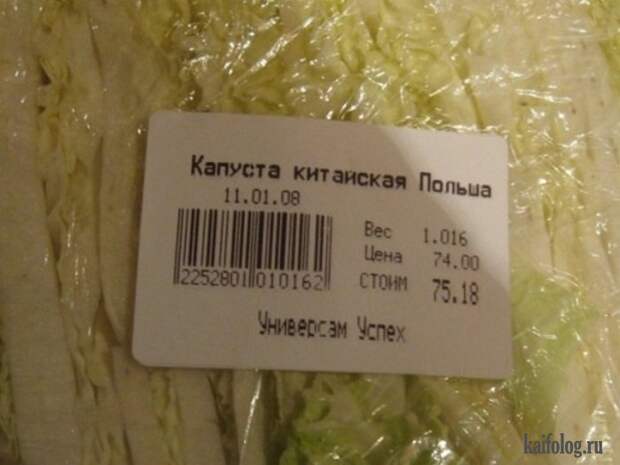 Капуста китайская Польша
11.01.08
Вес 1.016
Цена 74.00
СТОИМ 75.18
2252801 010162
Универсам Успех
kaifolog.ru